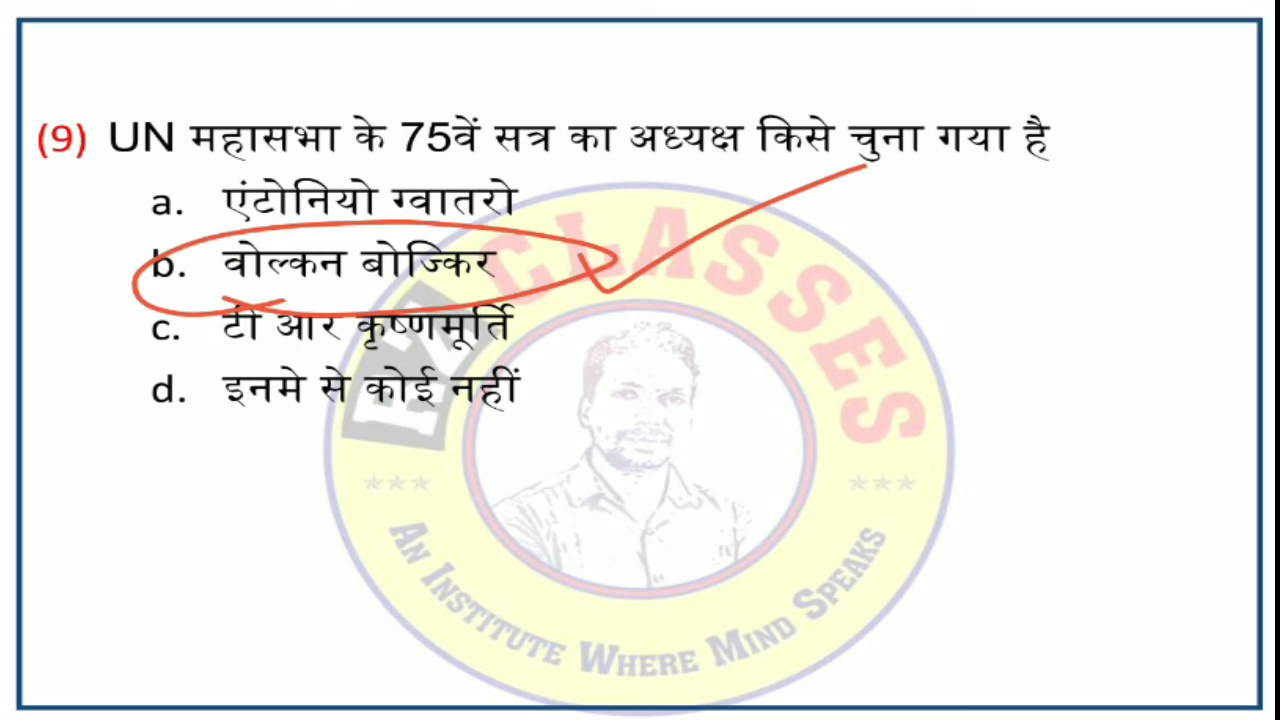 (9) UN महासभा के 75वें सत्र का अध्यक्ष किसे चुना गया है
a. एंटोनियो ग्वातरो
b. वोल्कन बोज्किर
c. टी आर कृष्णमूर्ति
d. इनमे से कोई नहीं
CLASSES
AN INSTITUTE WHERE MIND SPEAKS